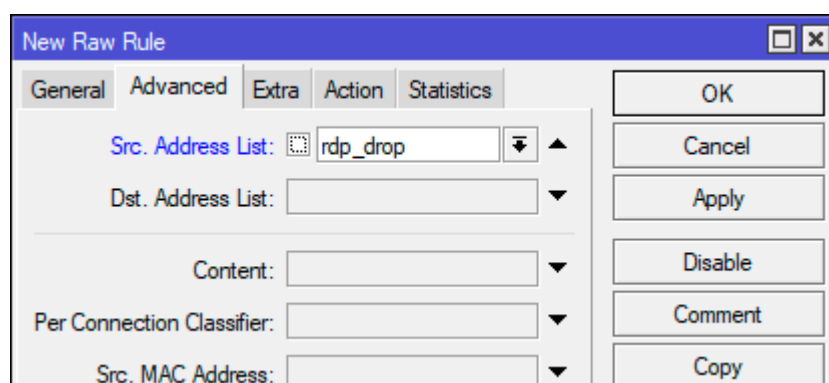 New Raw Rule
General Advanced Extra Action Statistics
Src. Address List: rdp_drop
Dst. Address List:
Content:
Per Connection Classifier:
Src. MAC Address:
OK
Cancel
Apply
Disable
Comment
Copy